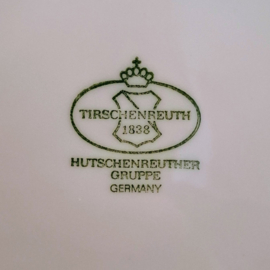 TIRSCHENREUTH
1838
HUTSCHENREUTHER
GRUPPE
GERMANY